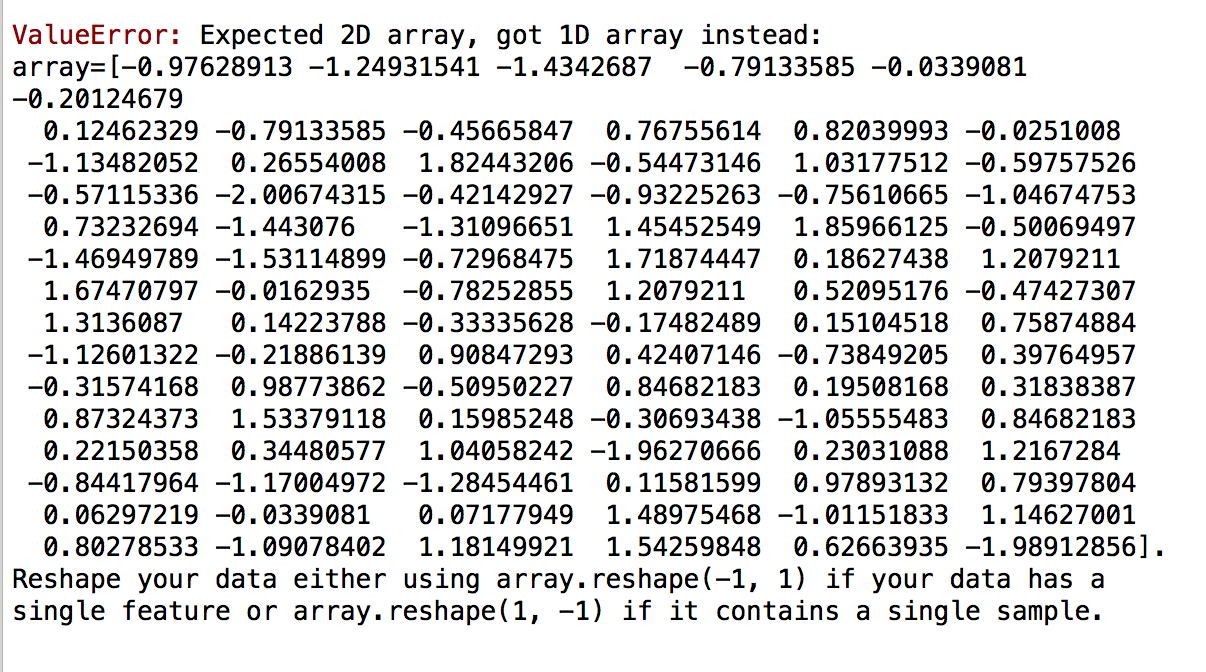 ValueError: Expected 2D array, got 1D array instead:
array=[-0.97628913 -1.24931541 -1.4342687  -0.79133585 -0.0339081
-0.20124679
  0.12462329 -0.79133585 -0.45665847  0.76755614  0.82039993 -0.0251008
 -1.13482052  0.26554008  1.82443206 -0.54473146  1.03177512 -0.59757526
 -0.57115336 -2.00674315 -0.42142927 -0.93225263 -0.75610665 -1.04674753
  0.73232694 -1.443076   -1.31096651  1.45452549  1.85966125 -0.50069497
 -1.46949789 -1.53114899 -0.72968475  1.71874447  0.18627438  1.2079211
  1.67470797 -0.0162935  -0.78252855  1.2079211   0.52095176 -0.47427307
  1.3136087   0.14223788 -0.33335628 -0.17482489  0.15104518  0.75874884
 -1.12601322 -0.21886139  0.90847293  0.42407146 -0.73849205  0.39764957
 -0.31574168  0.98773862 -0.50950227  0.84682183  0.19508168  0.31838387
  0.87324373  1.53379118  0.15985248 -0.30693438 -1.05555483  0.84682183
  0.22150358  0.34480577  1.04058242 -1.96270666  0.23031088  1.2167284
 -0.84417964 -1.17004972 -1.28454461  0.11581599  0.97893132  0.79397804
  0.06297219 -0.0339081   0.07177949  1.48975468 -1.01151833  1.14627001
  0.80278533 -1.09078402  1.18149921  1.54259848  0.62663935 -1.98912856].
Reshape your data either using array.reshape(-1, 1) if your data has a
single feature or array.reshape(1, -1) if it contains a single sample.